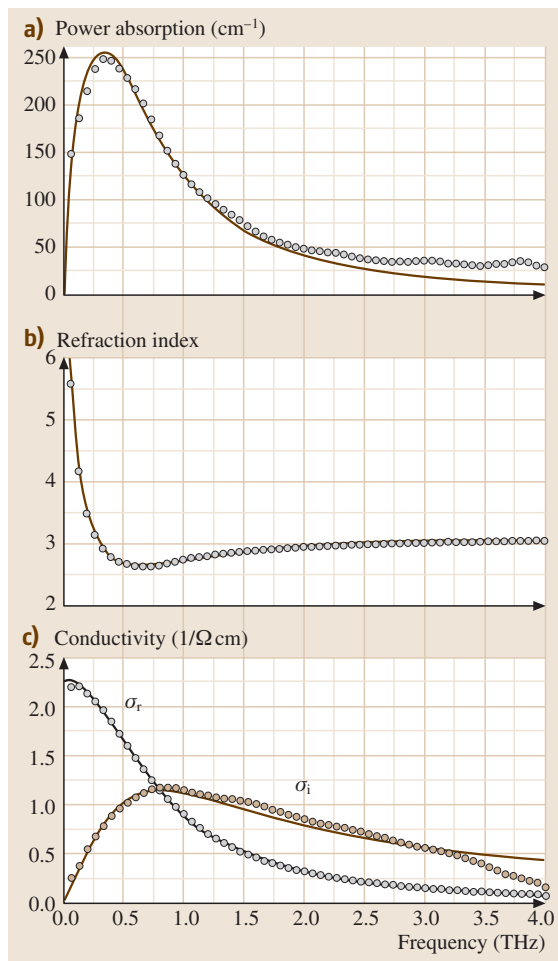 a) Power absorption (cm⁻¹)
250
200
150
100
50
0
b) Refraction index
6
5
4
3
2
c) Conductivity (1/Ω cm)
2.5
2.0
1.5
1.0
0.5
0.0
σr
σi
0.0 0.5 1.0 1.5 2.0 2.5 3.0 3.5 4.0
Frequency (THz)